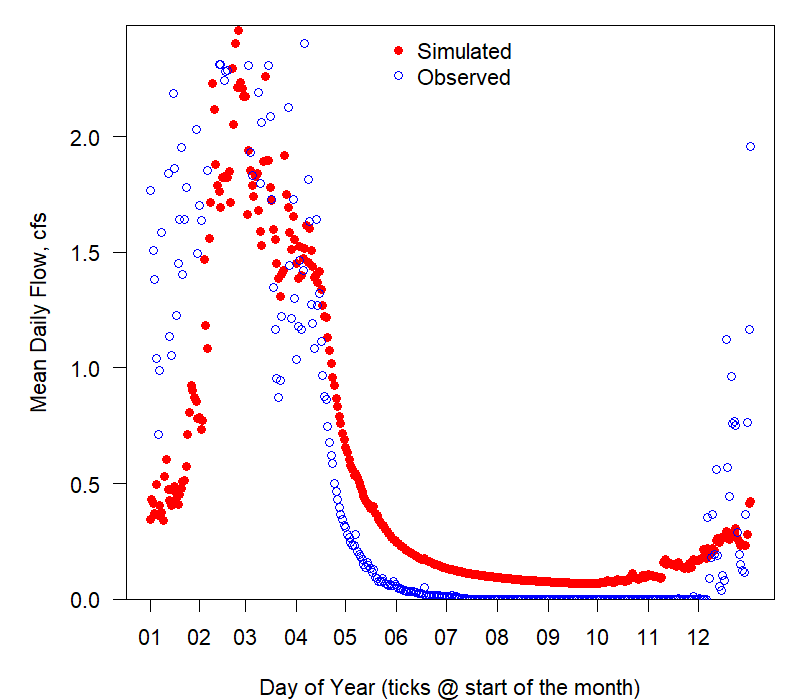 Simulated
Observed
2.0
1.5
1.0
0.5
0.0
Mean Daily Flow, cfs
01 02 03 04 05 06 07 08 09 10 11 12
Day of Year (ticks @ start of the month)